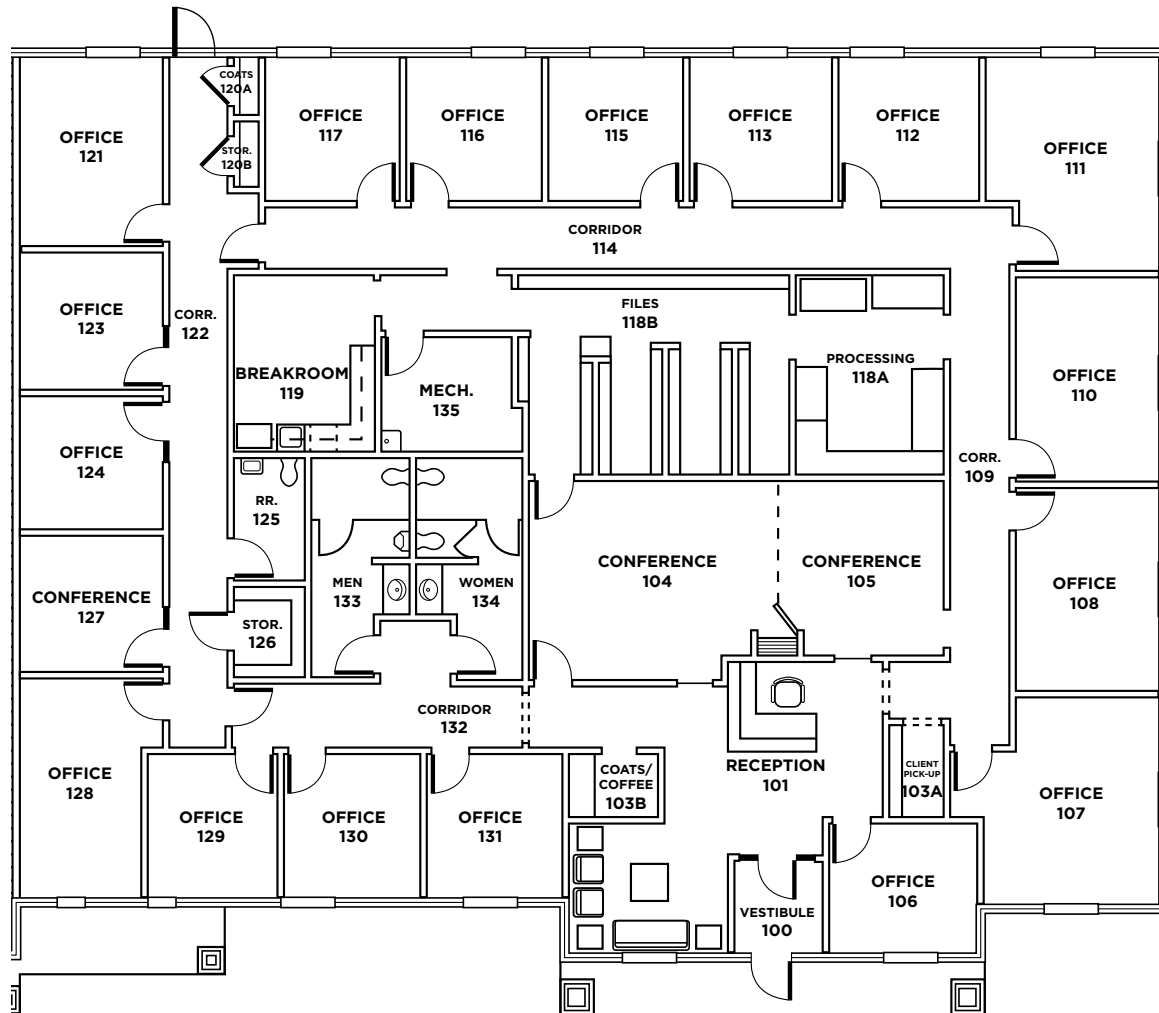 COATS
120A
OFFICE
121
OFFICE
117
OFFICE
116
OFFICE
115
OFFICE
113
OFFICE
112
OFFICE
111
STOR.
120B
CORRIDOR
114
OFFICE
123
CORR.
122
FILES
118B
BREAKROOM
119
MECH.
135
PROCESSING
118A
OFFICE
110
OFFICE
124
CORR.
109
RR.
125
CONFERENCE
127
MEN
133
WOMEN
134
CONFERENCE
104
CONFERENCE
105
OFFICE
108
STOR.
126
CORRIDOR
132
OFFICE
128
COATS/
COFFEE
103B
RECEPTION
101
CLIENT
PICK-UP
103A
OFFICE
107
OFFICE
129
OFFICE
130
OFFICE
131
OFFICE
106
VESTIBULE
100